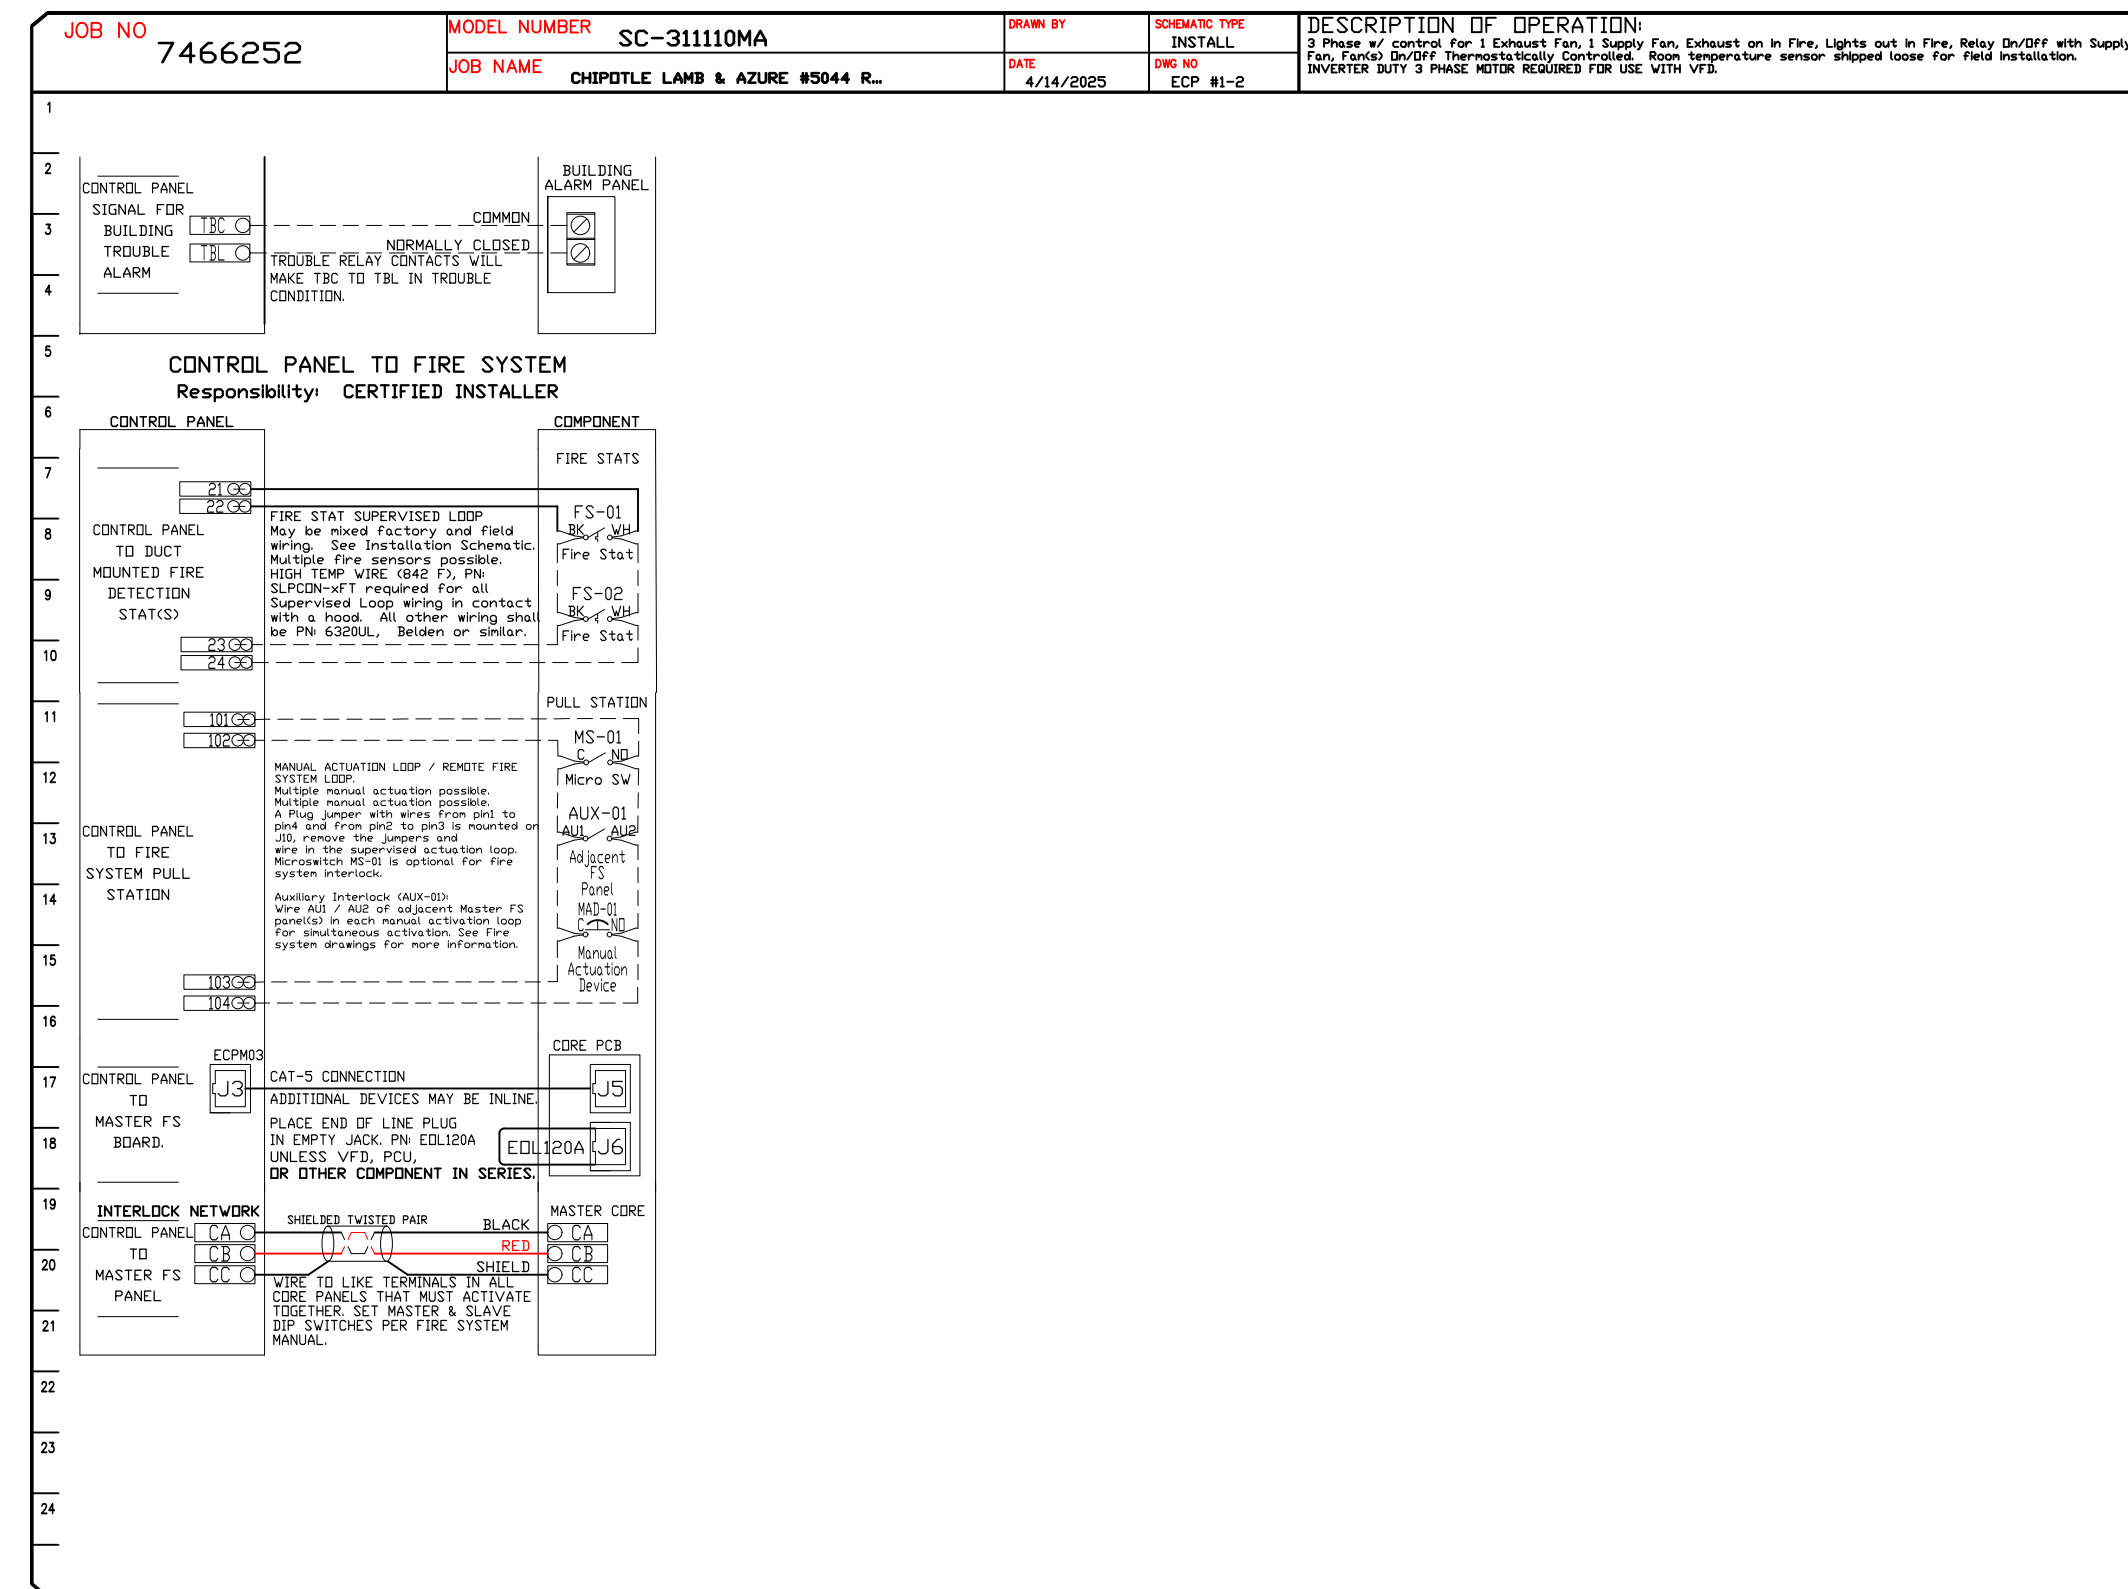 JOB NO
7466252
MODEL NUMBER SC-311110MA
JOB NAME
CHIPOTLE LAMB & AZURE #5044 R...
DRAWN BY
DATE
4/14/2025
SCHEMATIC TYPE
INSTALL
DWG NO
ECP #1-2
DESCRIPTION OF OPERATION:
3 Phase w/ control for 1 Exhaust Fan, 1 Supply Fan, Exhaust on in Fire, Lights out in Fire, Relay On/Off with Supply
Fan, Fan(s) On/Off Thermostatically Controlled. Room temperature sensor shipped loose for field installation.
INVERTER DUTY 3 PHASE MOTOR REQUIRED FOR USE WITH VFD.
1
2
3
4
5
6
7
8
9
10
11
12
13
14
15
16
17
18
19
20
21
22
23
24
CONTROL PANEL
SIGNAL FOR
BUILDING
TROUBLE
ALARM
TBC
TBL
COMMON
NORMALLY CLOSED
TROUBLE RELAY CONTACTS WILL
MAKE TBC TO TBL IN TROUBLE
CONDITION.
BUILDING
ALARM PANEL
CONTROL PANEL TO FIRE SYSTEM
Responsibility: CERTIFIED INSTALLER
CONTROL PANEL
COMPONENT
FIRE STATS
21
22
CONTROL PANEL
TO DUCT
MOUNTED FIRE
DETECTION
STAT(S)
23
24
FIRE STAT SUPERVISED LOOP
May be mixed factory and field
wiring. See Installation Schematic.
Multiple fire sensors possible.
HIGH TEMP WIRE (842 F), PN:
SLPCON-xFT required for all
Supervised Loop wiring in contact
with a hood. All other wiring shall
be PN: 6320UL, Belden or similar.
FS-01
BK WH
Fire Stat
FS-02
BK WH
Fire Stat
PULL STATION
101
102
CONTROL PANEL
TO FIRE
SYSTEM PULL
STATION
103
104
MANUAL ACTUATION LOOP / REMOTE FIRE
SYSTEM LOOP.
Multiple manual actuation possible.
Multiple manual actuation possible.
A Plug jumper with wires from pin1 to
pin4 and from pin2 to pin3 is mounted on
J10, remove the jumpers and
wire in the supervised actuation loop.
Microswitch MS-01 is optional for fire
system interlock.
Auxiliary Interlock (AUX-01):
Wire AU1 / AU2 of adjacent Master FS
panel(s) in each manual activation loop
for simultaneous activation. See Fire
system drawings for more information.
MS-01
C NO
Micro SW
AUX-01
AU1 AU2
Adjacent
FS
Panel
MAD-01
C NO
Manual
Actuation
Device
ECPM03
CONTROL PANEL
TO
MASTER FS
BOARD.
J3
CAT-5 CONNECTION
ADDITIONAL DEVICES MAY BE INLINE.
PLACE END OF LINE PLUG
IN EMPTY JACK. PN: EOL120A
UNLESS VFD, PCU,
OR OTHER COMPONENT IN SERIES.
CORE PCB
J5
EOL120A J6
INTERLOCK NETWORK
CONTROL PANEL
TO
MASTER FS
PANEL
CA
CB
CC
SHIELDED TWISTED PAIR
BLACK
RED
SHIELD
WIRE TO LIKE TERMINALS IN ALL
CORE PANELS THAT MUST ACTIVATE
TOGETHER. SET MASTER & SLAVE
DIP SWITCHES PER FIRE SYSTEM
MANUAL.
MASTER CORE
CA
CB
CC